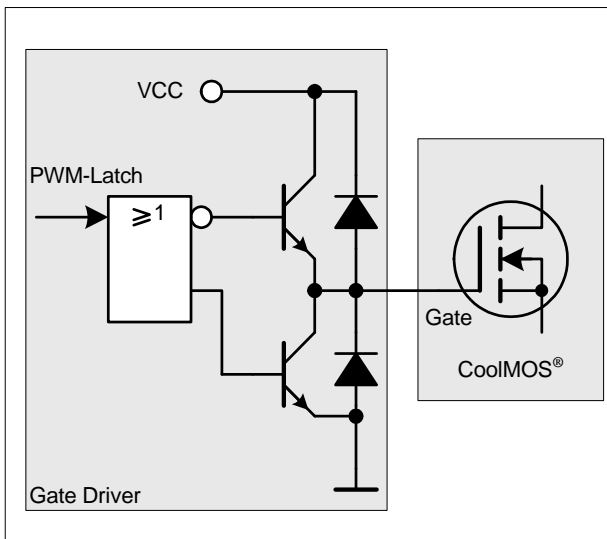 VCC
PWM-Latch
≥1
Gate
CoolMOS®
Gate Driver